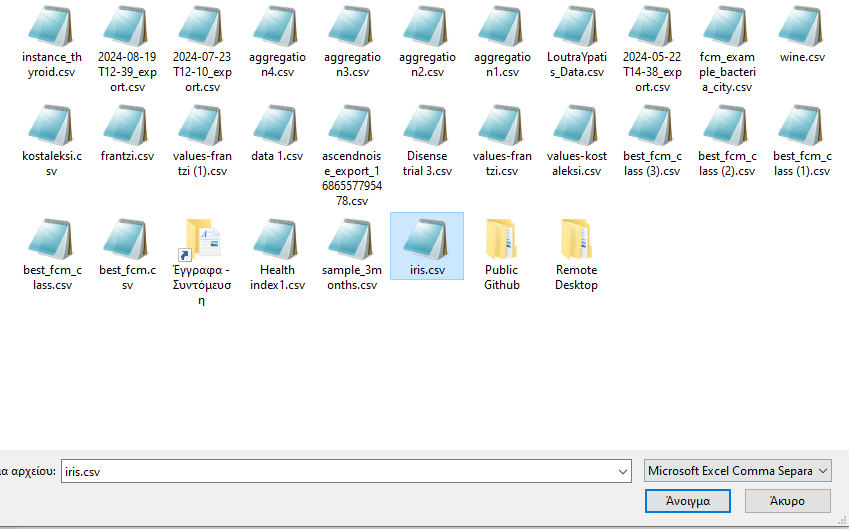 instance_th
yroid.csv
2024-08-19
T12-39_exp
ort.csv
2024-07-23
T12-10_exp
ort.csv
aggregatio
n4.csv
aggregatio
n3.csv
aggregatio
n2.csv
aggregatio
n1.csv
LoutraYpati
s_Data.csv
2024-05-22
T14-38_exp
ort.csv
fcm_exam
ple_bacteri
a_city.csv
wine.csv
kostaleksi.c
sv
frantzi.csv
values-fran
tzi (1).csv
data 1.csv
ascendnois
e_export_1
6865577954
78.csv
Disense
trial 3.csv
values-fran
tzi.csv
values-kost
aleksi.csv
best_fcm_c
lass (3).csv
best_fcm_c
lass (2).csv
best_fcm_c
lass (1).csv
best_fcm_c
lass.csv
best_fcm.c
sv
Έγγραφα -
Συντόμευσ
η
Health
index1.csv
sample_3m
onths.csv
iris.csv
Public
Github
Remote
Desktop
α αρχείου:
iris.csv
Microsoft Excel Comma Separa
Άνοιγμα
Άκυρο